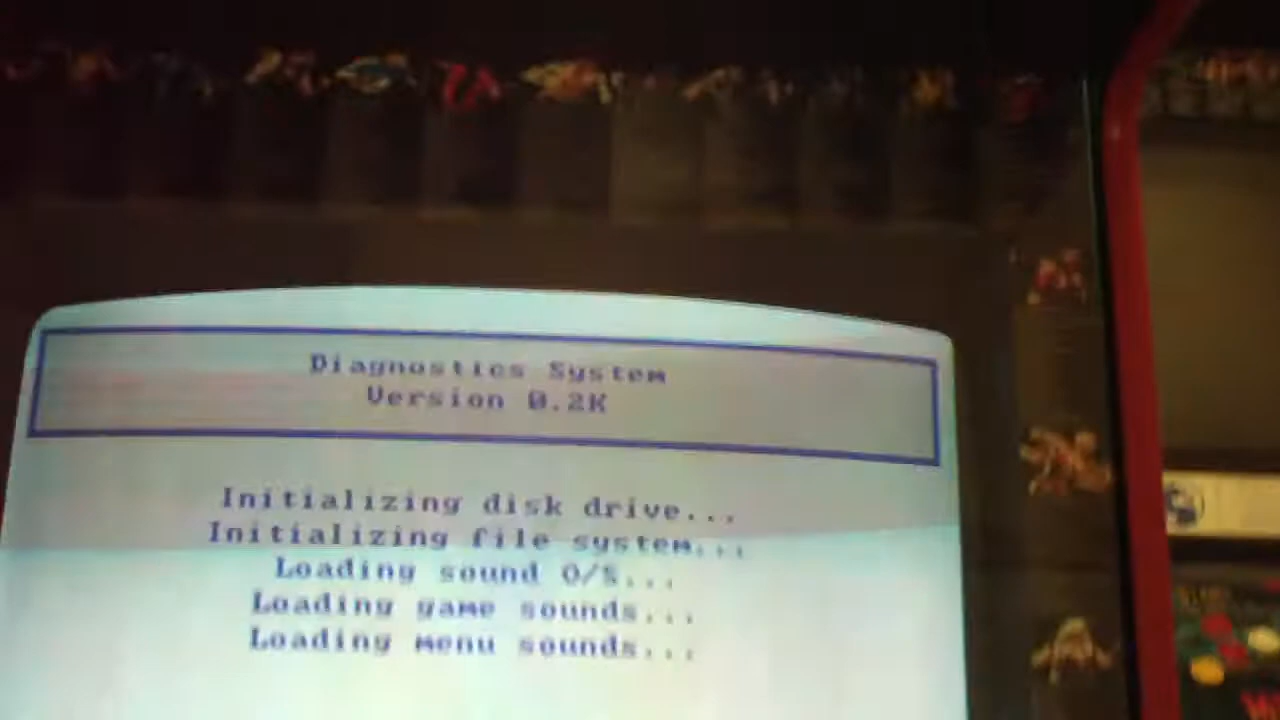 Diagnostics System
Version 0.2K
Initializing disk drive...
Initializing file system...
Loading sound O/S...
Loading game sounds...
Loading menu sounds...